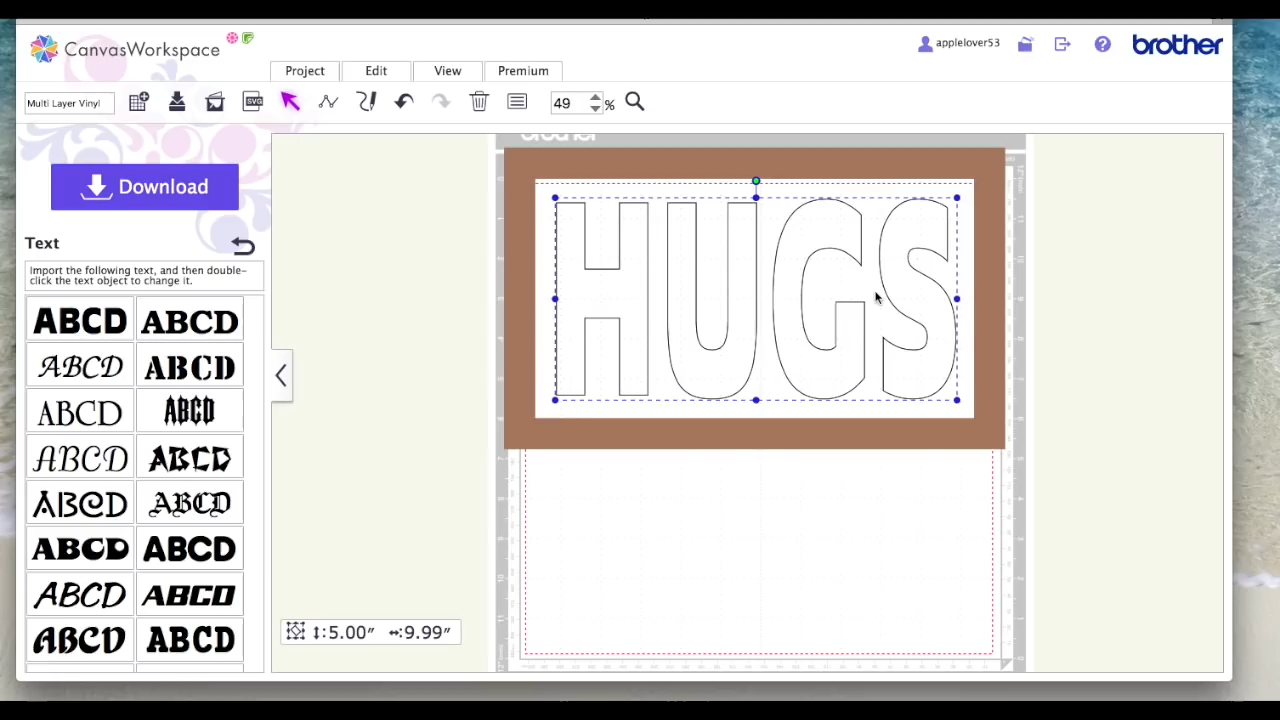 CanvasWorkspace
applelover53
brother
Project
Edit
View
Premium
Multi Layer Vinyl
SVG
49
%
Download
Text
Import the following text, and then double-
click the text object to change it.
ABCD ABCD
ABCD ABCD
ABCD ABCD
ABCD ABCD
ABCD ABCD
ABCD ABCD
ABCD ABCD
ABCD ABCD
brother
HUGS
↕:5.00″ ↔:9.99″